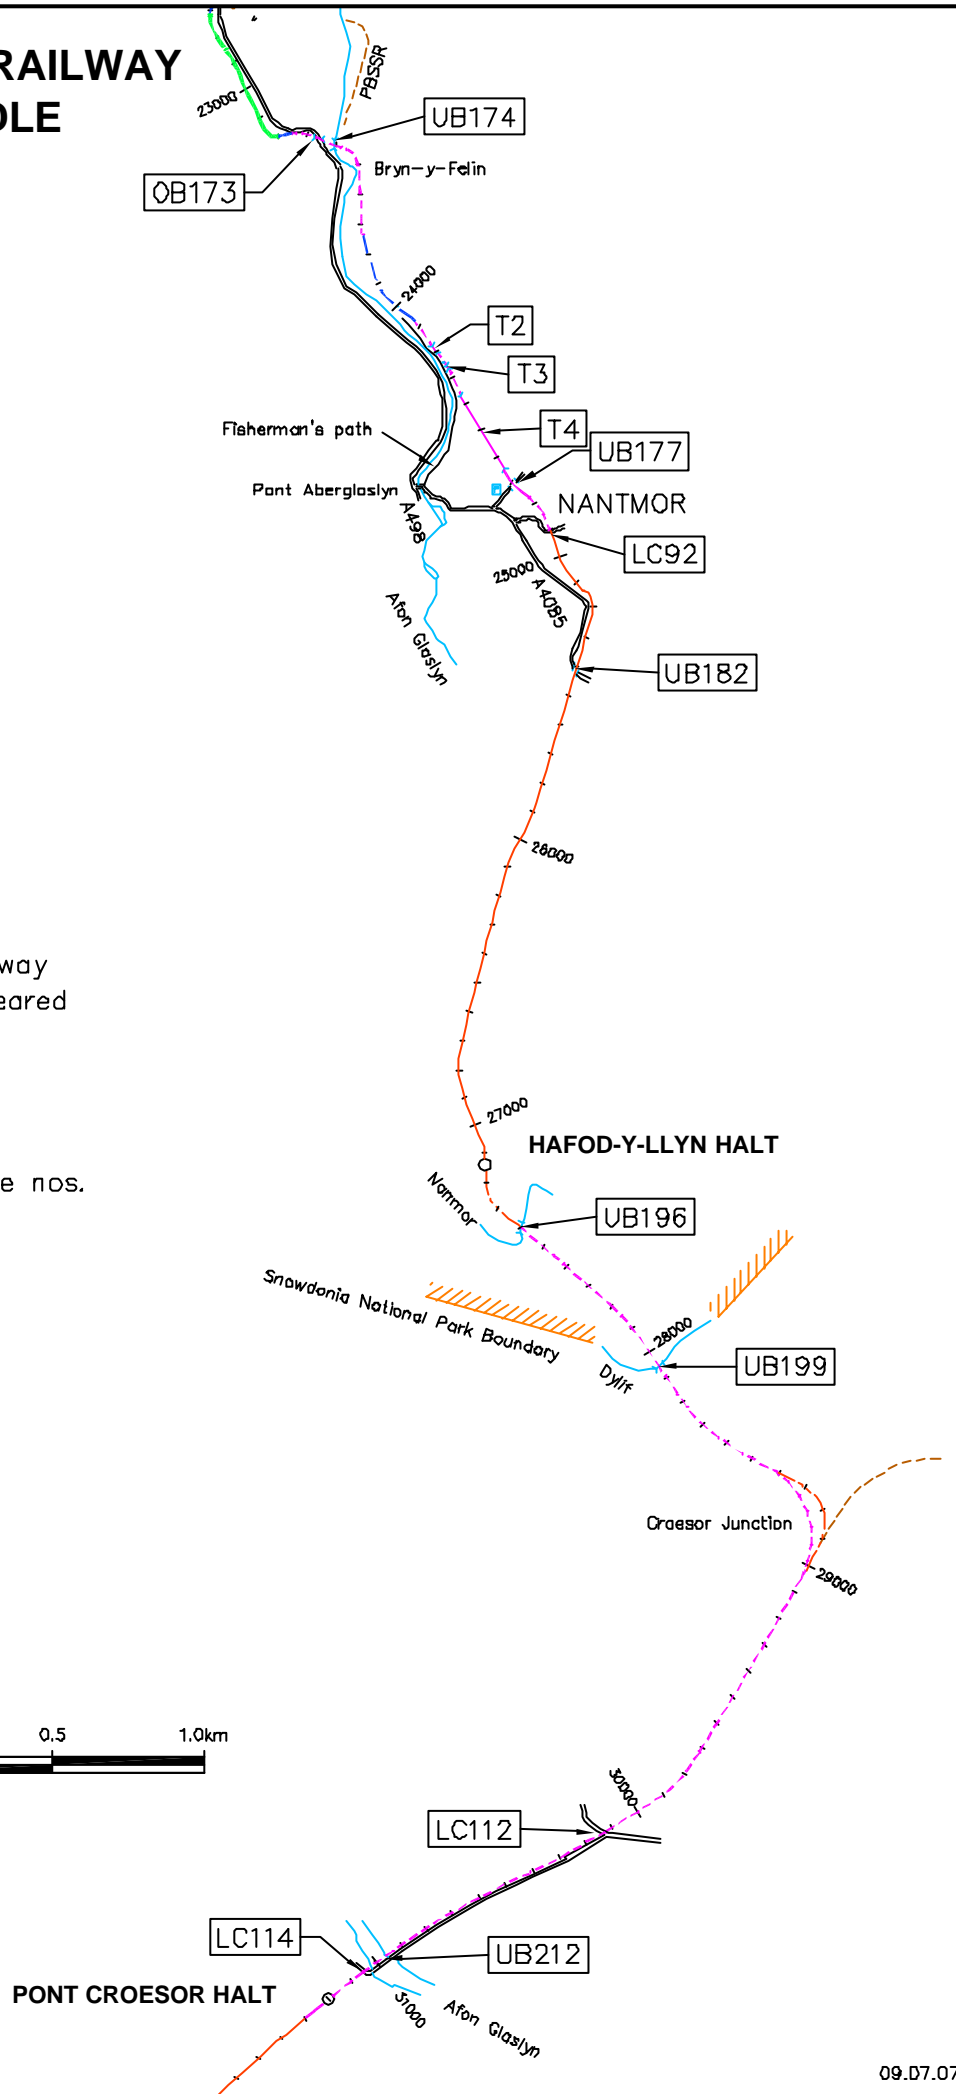 RAILWAY
OLE
PBSSR
23000
UB174
Bryn-y-Felin
OB173
24000
T2
T3
T4
Fisherman's path
UB177
Pont Aberglaslyn
NANTMOR
A498
LC92
25000
A4085
Afon Glaslyn
UB182
26000
way
eared
27000
HAFOD-Y-LLYN HALT
e nos.
Nanmor
UB196
Snowdonia National Park Boundary
28000
UB199
Dylif
Croesor Junction
29000
0.5 1.0km
30000
LC112
LC114
UB212
PONT CROESOR HALT
31000
Afon Glaslyn
09.07.07